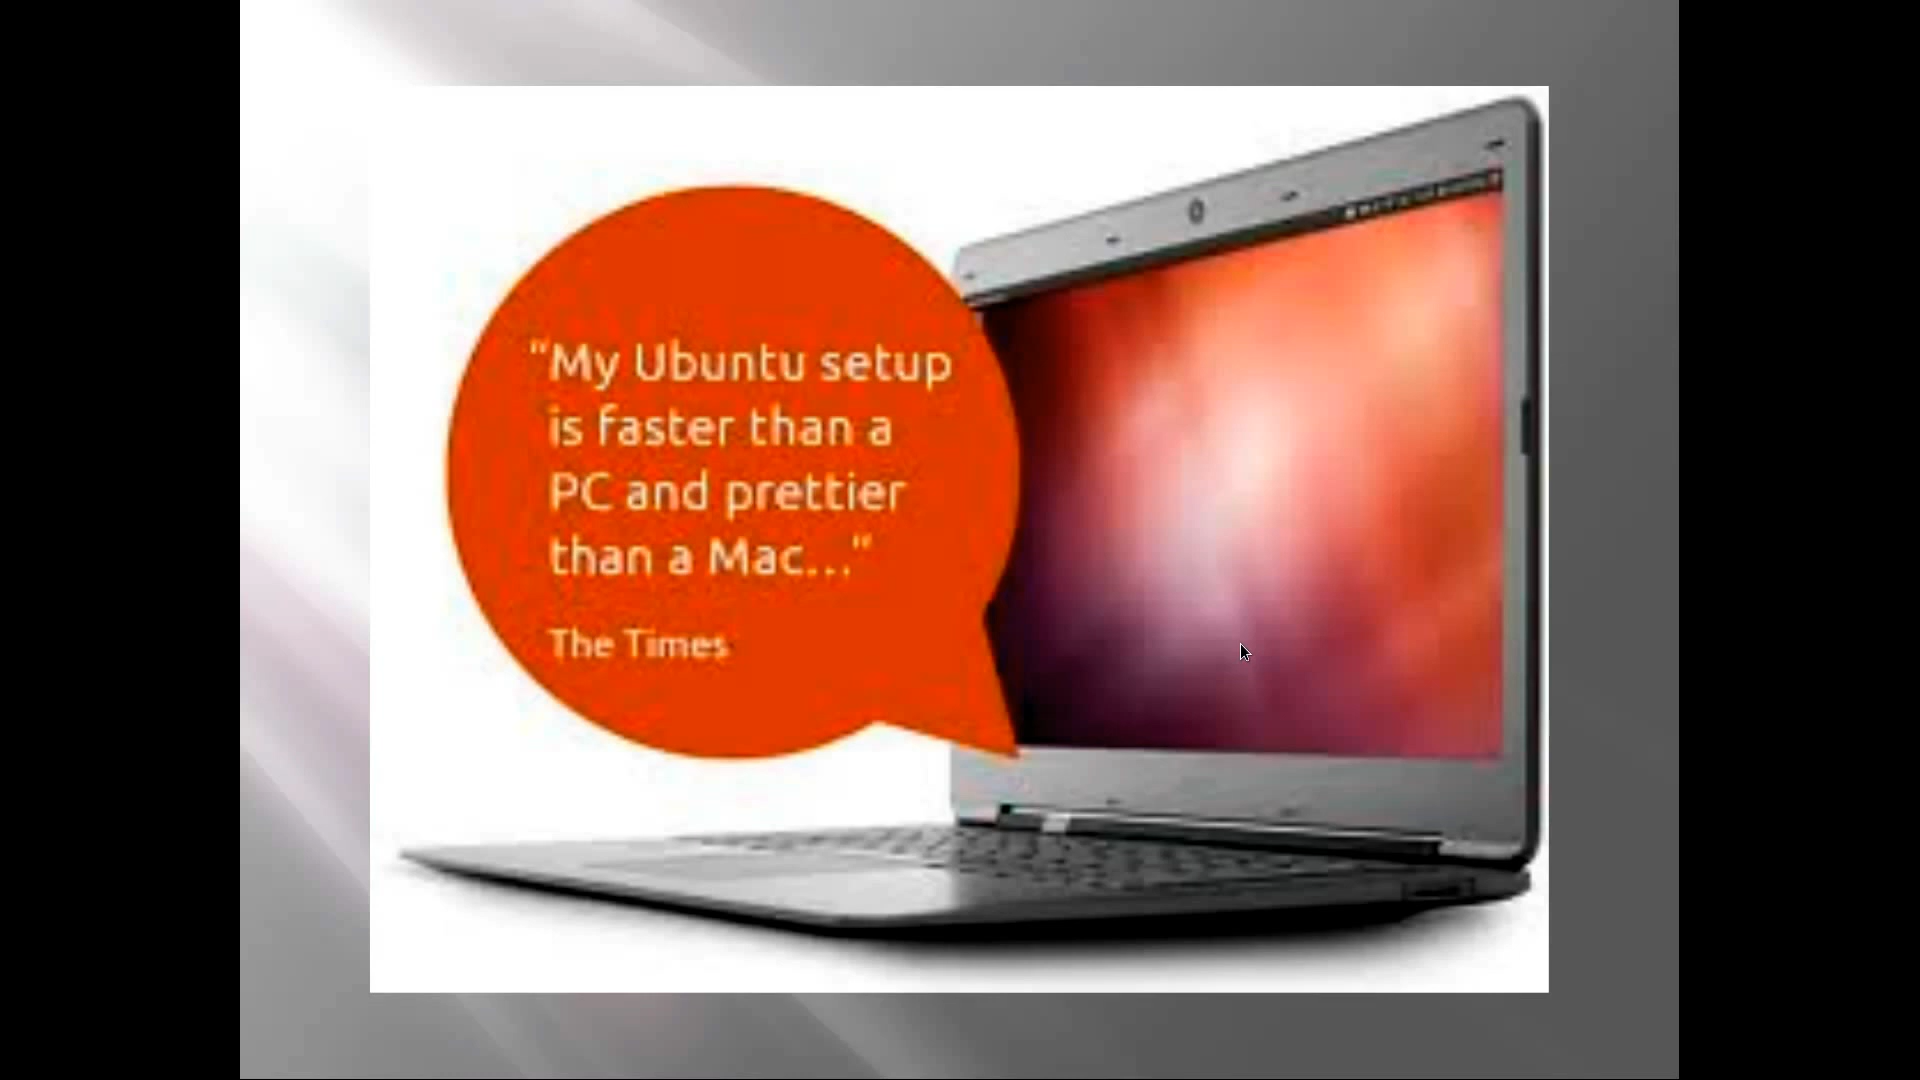 “My Ubuntu setup
is faster than a
PC and prettier
than a Mac...“
The Times